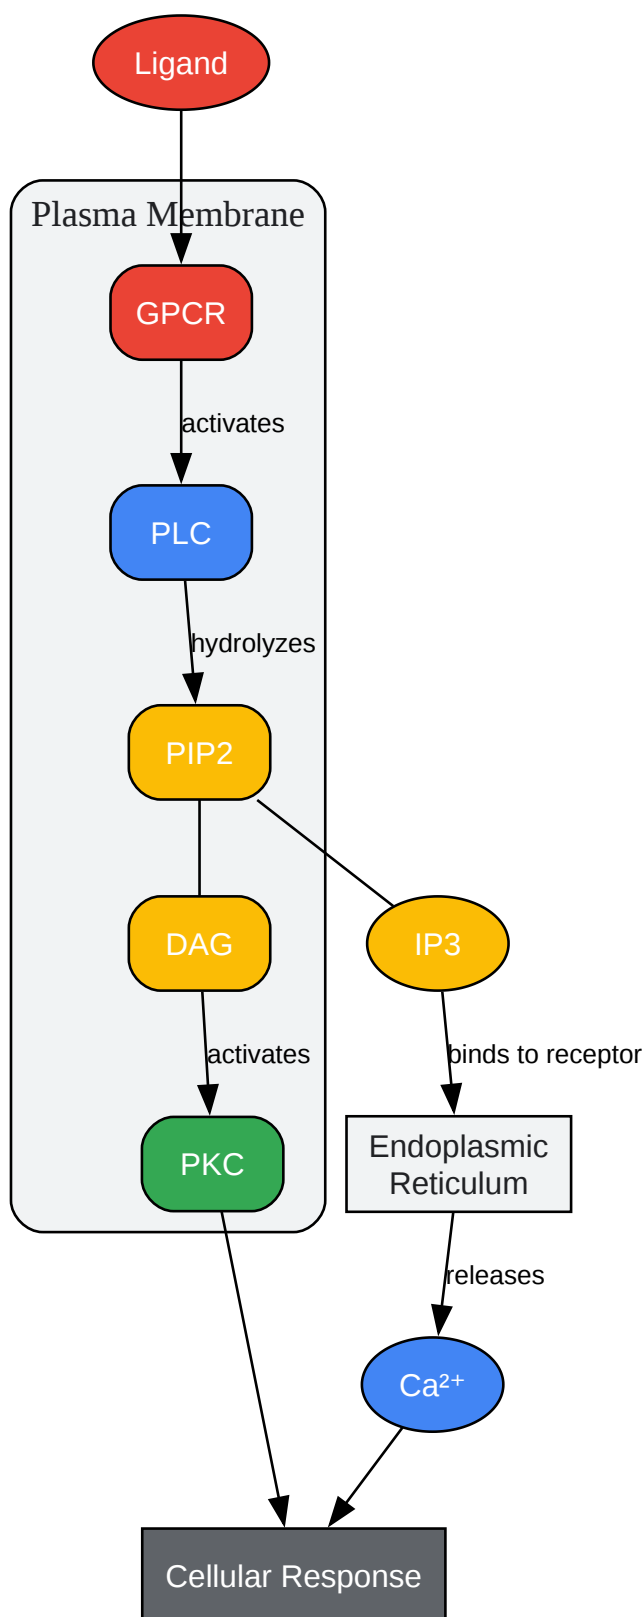 Ligand
Plasma Membrane
GPCR
activates
PLC
hydrolyzes
PIP2
DAG
IP3
activates
binds to receptor
PKC
Endoplasmic
Reticulum
releases
Ca²⁺
Cellular Response